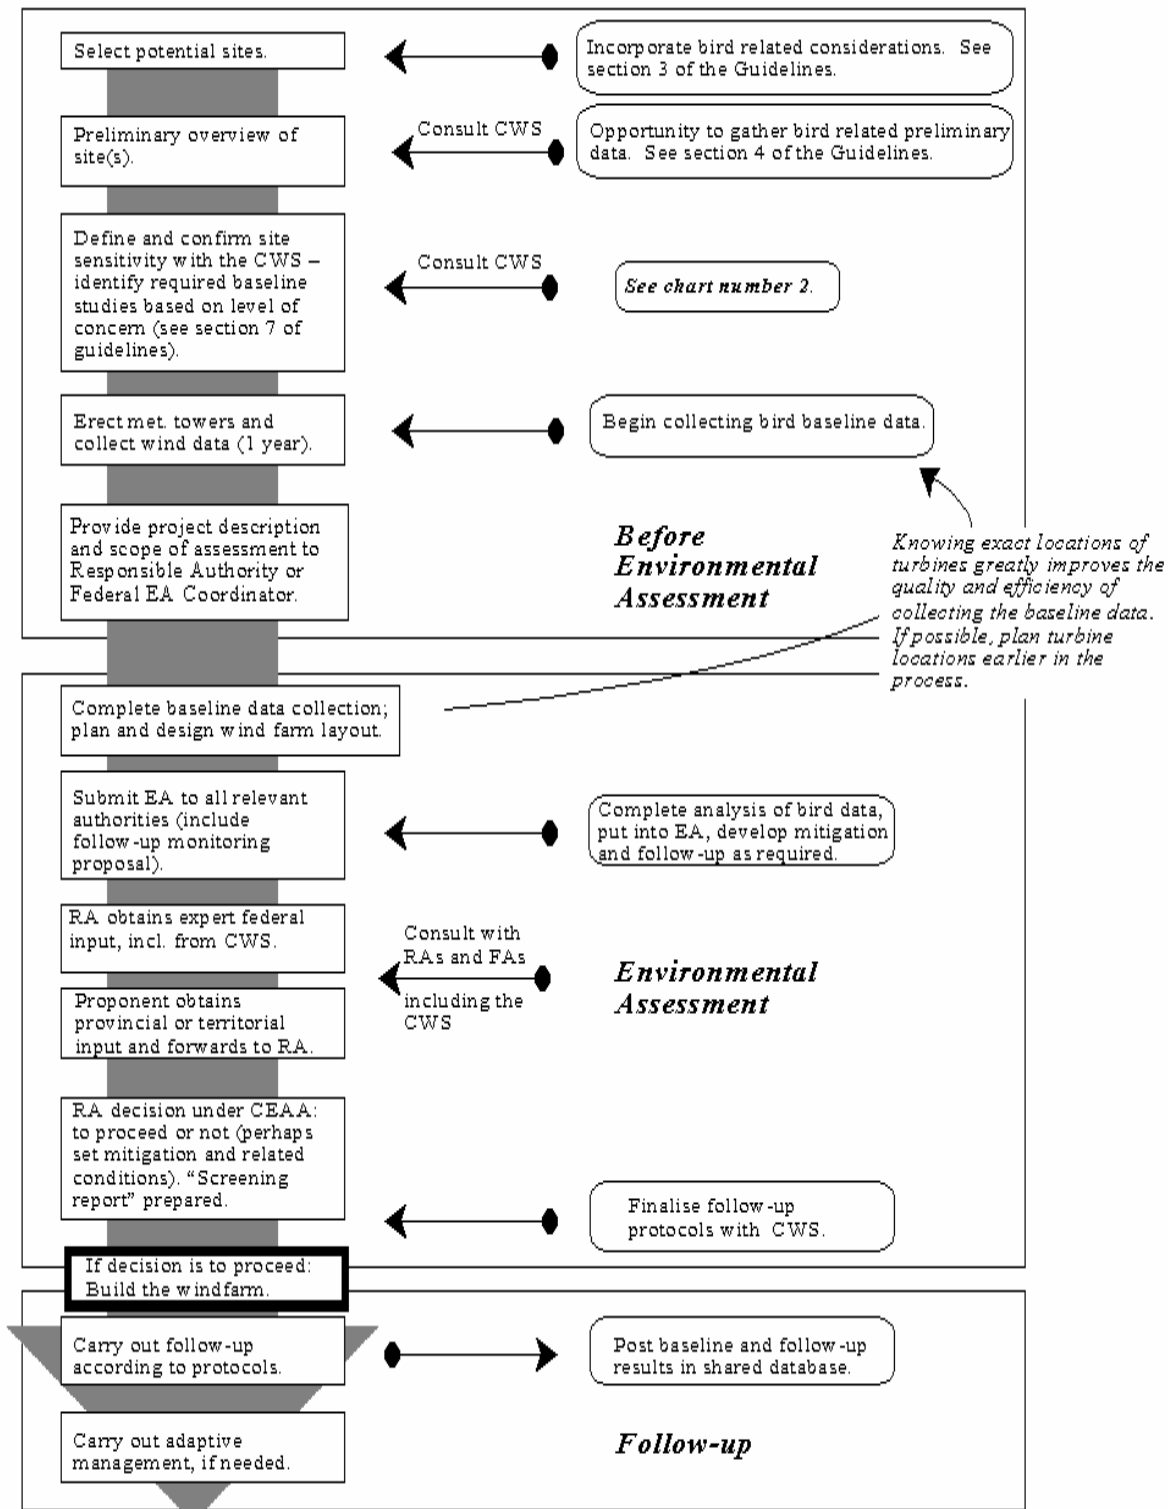 Select potential sites.
Incorporate bird related considerations. See
section 3 of the Guidelines.
Preliminary overview of
site(s).
Consult CWS
Opportunity to gather bird related preliminary
data. See section 4 of the Guidelines.
Define and confirm site
sensitivity with the CWS –
identify required baseline
studies based on level of
concern (see section 7 of
guidelines).
Consult CWS
See chart number 2.
Erect met. towers and
collect wind data (1 year).
Begin collecting bird baseline data.
Provide project description
and scope of assessment to
Responsible Authority or
Federal EA Coordinator.
Before
Environmental
Assessment
Knowing exact locations of
turbines greatly improves the
quality and efficiency of
collecting the baseline data.
If possible, plan turbine
locations earlier in the
process.
Complete baseline data collection;
plan and design wind farm layout.
Submit EA to all relevant
authorities (include
follow-up monitoring
proposal).
Complete analysis of bird data,
put into EA, develop mitigation
and follow-up as required.
RA obtains expert federal
input, incl. from CWS.
Consult with
RAs and FAs
including the
CWS
Environmental
Assessment
Proponent obtains
provincial or territorial
input and forwards to RA.
RA decision under CEAA:
to proceed or not (perhaps
set mitigation and related
conditions). “Screening
report” prepared.
Finalise follow-up
protocols with CWS.
If decision is to proceed:
Build the windfarm.
Carry out follow-up
according to protocols.
Post baseline and follow-up
results in shared database.
Carry out adaptive
management, if needed.
Follow-up